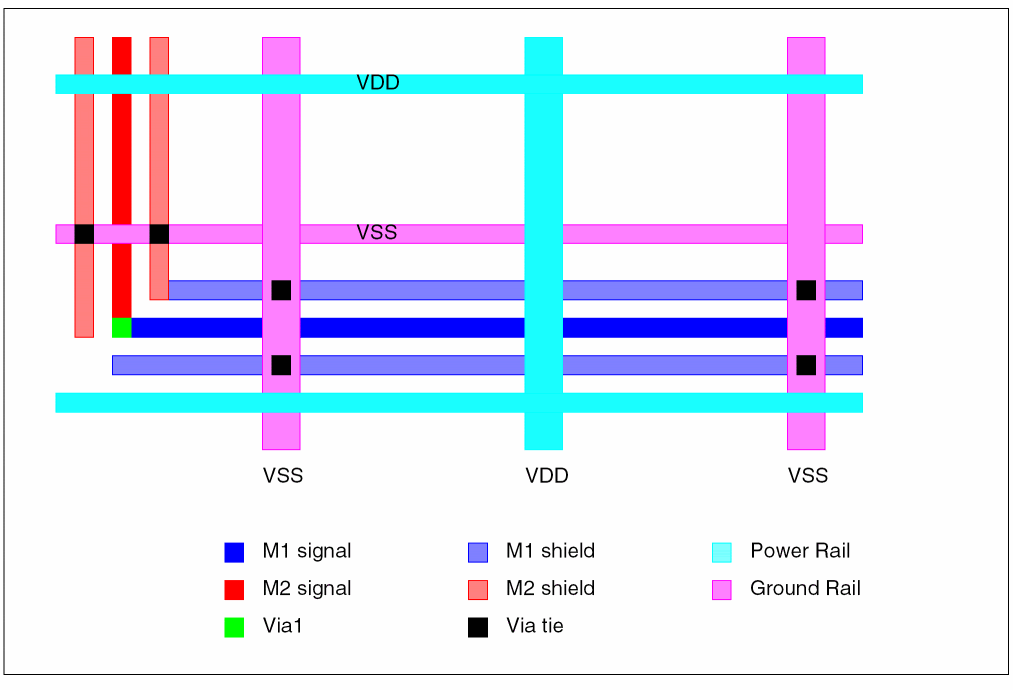 VDD
VSS
VSS VDD VSS
M1 signal M1 shield Power Rail
M2 signal M2 shield Ground Rail
Via1 Via tie